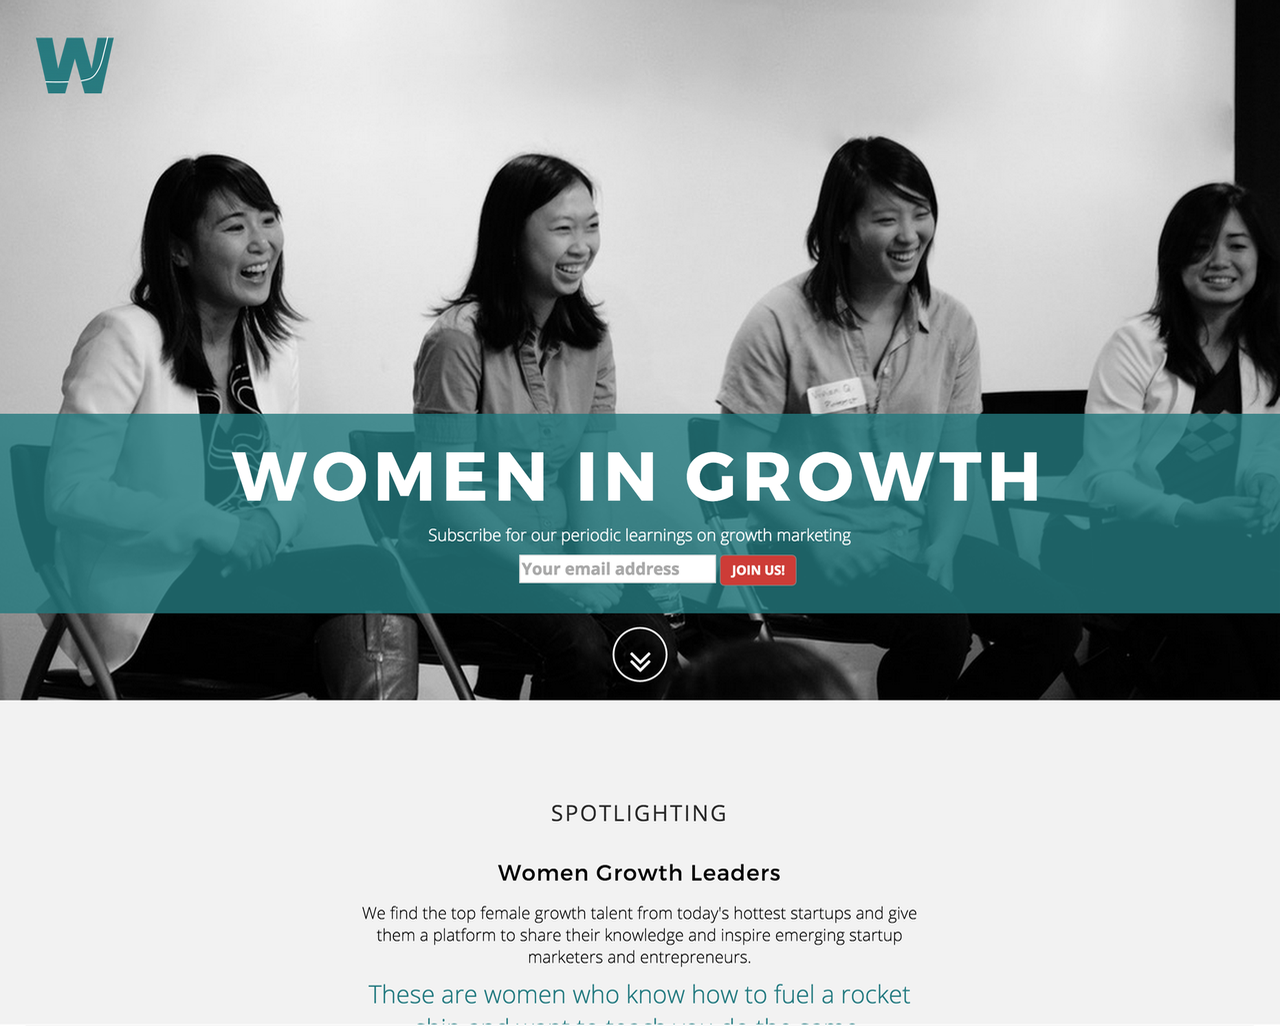 W
WOMEN IN GROWTH
Subscribe for our periodic learnings on growth marketing
Your email address
JOIN US!
SPOTLIGHTING
Women Growth Leaders
We find the top female growth talent from today's hottest startups and give
them a platform to share their knowledge and inspire emerging startup
marketers and entrepreneurs.
These are women who know how to fuel a rocket